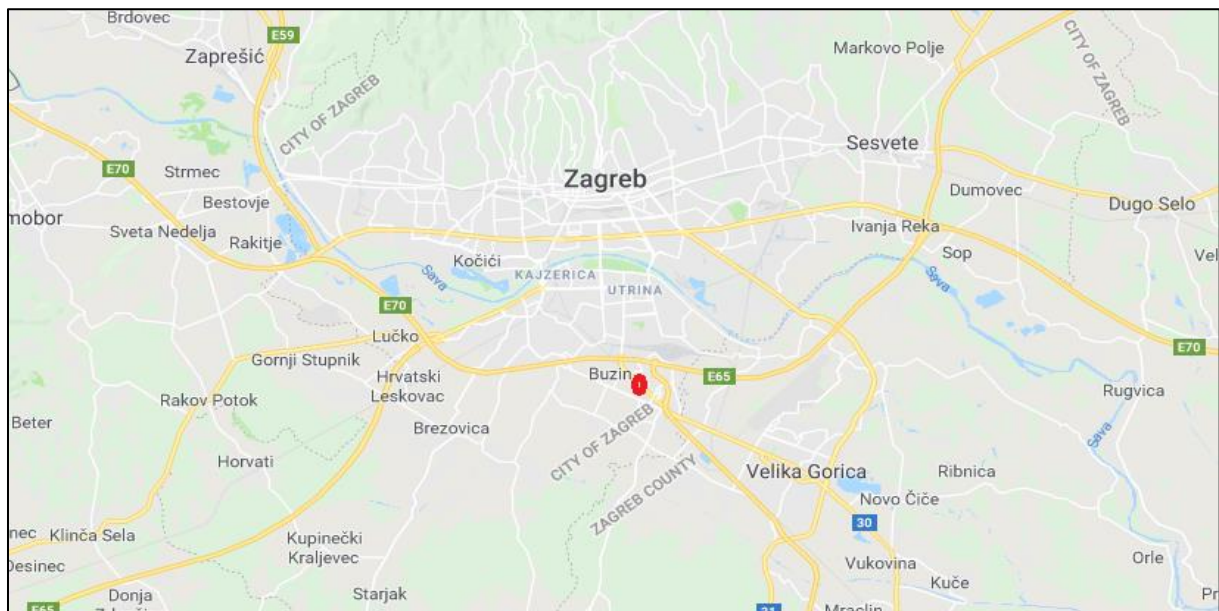 Brdovec
E59
Markovo Polje
Zaprešić
CITY OF ZAGREB
CITY OF ZAGREB
Sesvete
E70
Strmec
Zagreb
Dumovec
Bestovje
Dugo Selo
mobor
Sveta Nedelja
Rakitje
Ivanja Reka
Kočići
Sop
Vel
Sava
KAJZERICA
Sava
UTRINA
E70
Lučko
E70
Gornji Stupnik
Buzin
E65
Hrvatski
Leskovac
Rugvica
Rakov Potok
Beter
Brezovica
CITY OF ZAGREB
Sava
Horvati
ZAGREB COUNTY
Velika Gorica
Ribnica
Novo Čiče
30
nec
Klinča Sela
Kupinečki
Kraljevec
Desinec
Vukovina
Orle
Kuče
Donja
Starjak
Pr
E65
31
Mraclin